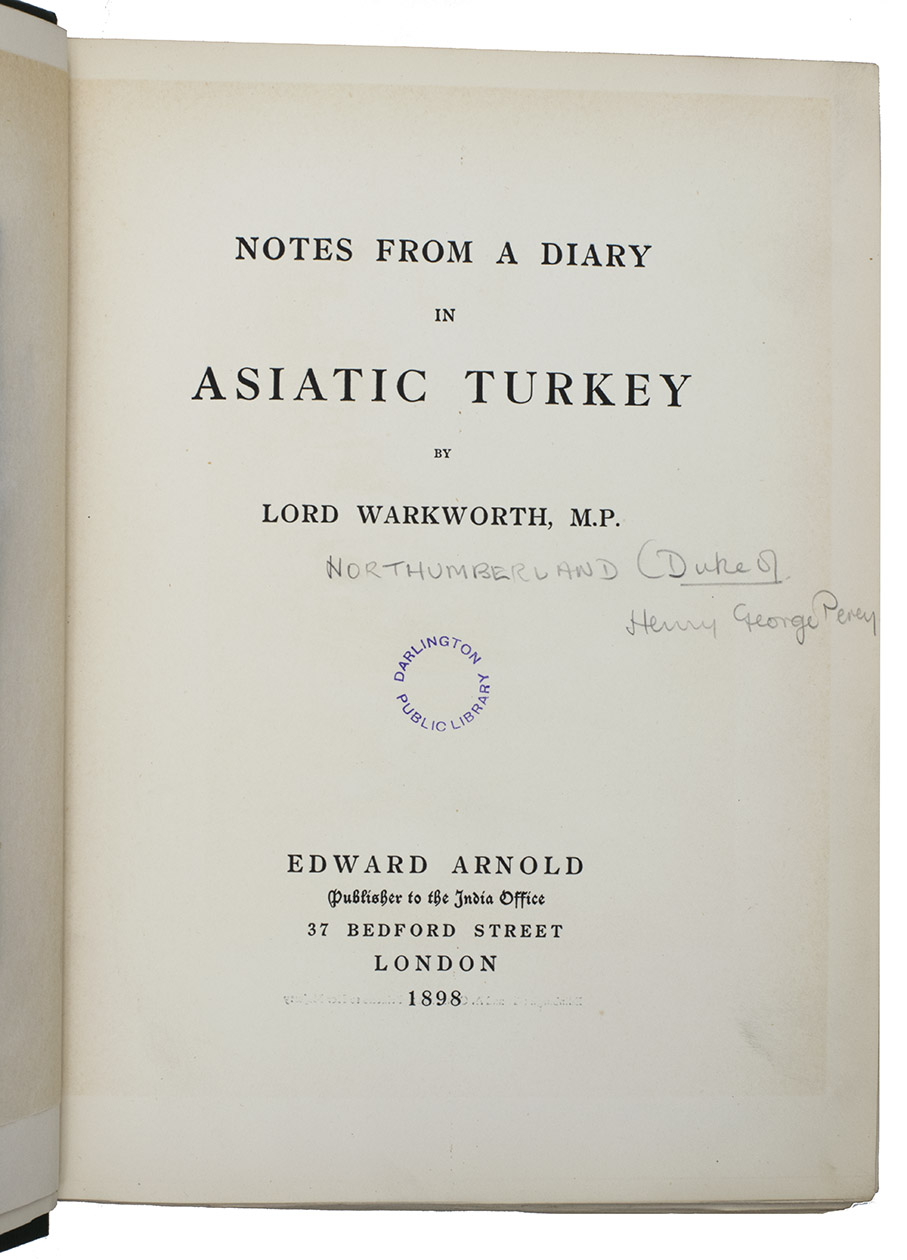 NOTES FROM A DIARY
IN
ASIATIC TURKEY
BY
LORD WARKWORTH, M.P.
NORTHUMBERLAND (Duke of)
Henry George Percy
DARLINGTON
PUBLIC LIBRARY
EDWARD ARNOLD
Publisher to the India Office
37 BEDFORD STREET
LONDON
1898